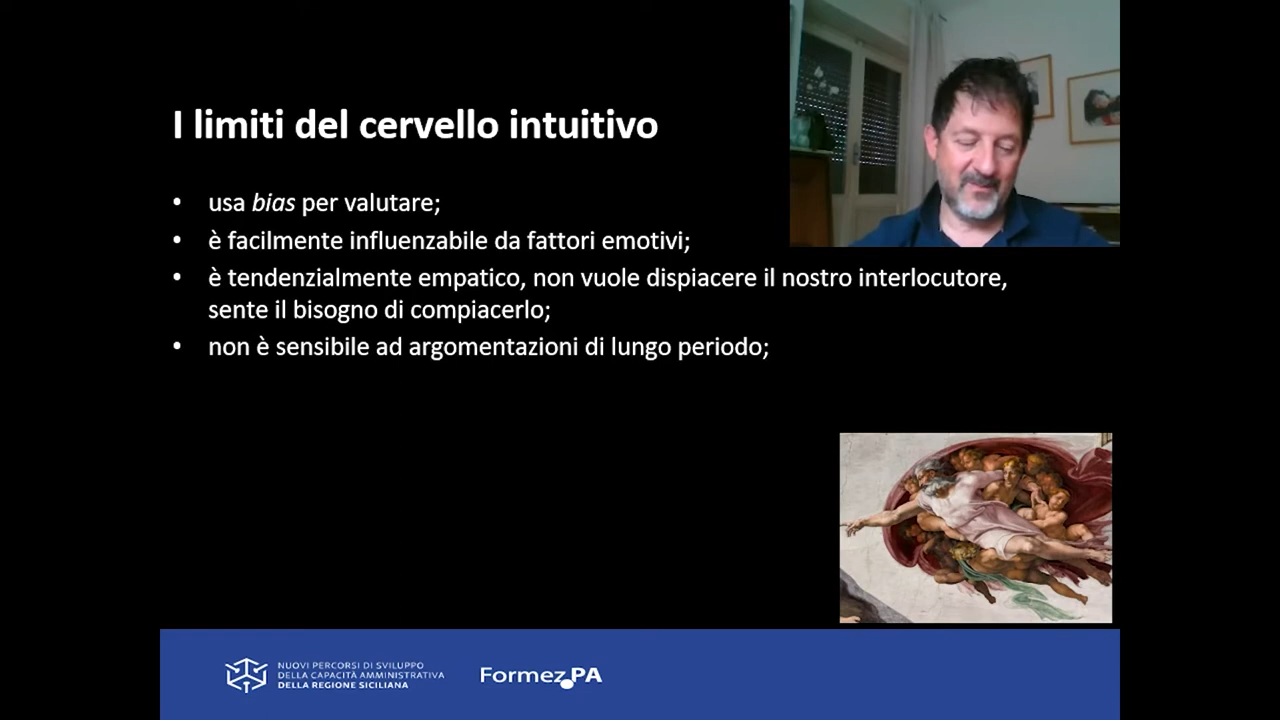 I limiti del cervello intuitivo
• usa bias per valutare;
• è facilmente influenzabile da fattori emotivi;
• è tendenzialmente empatico, non vuole dispiacere il nostro interlocutore,
sente il bisogno di compiacerlo;
• non è sensibile ad argomentazioni di lungo periodo;
NUOVI PERCORSI DI SVILUPPO
DELLA CAPACITÀ AMMINISTRATIVA
DELLA REGIONE SICILIANA
Formez.PA